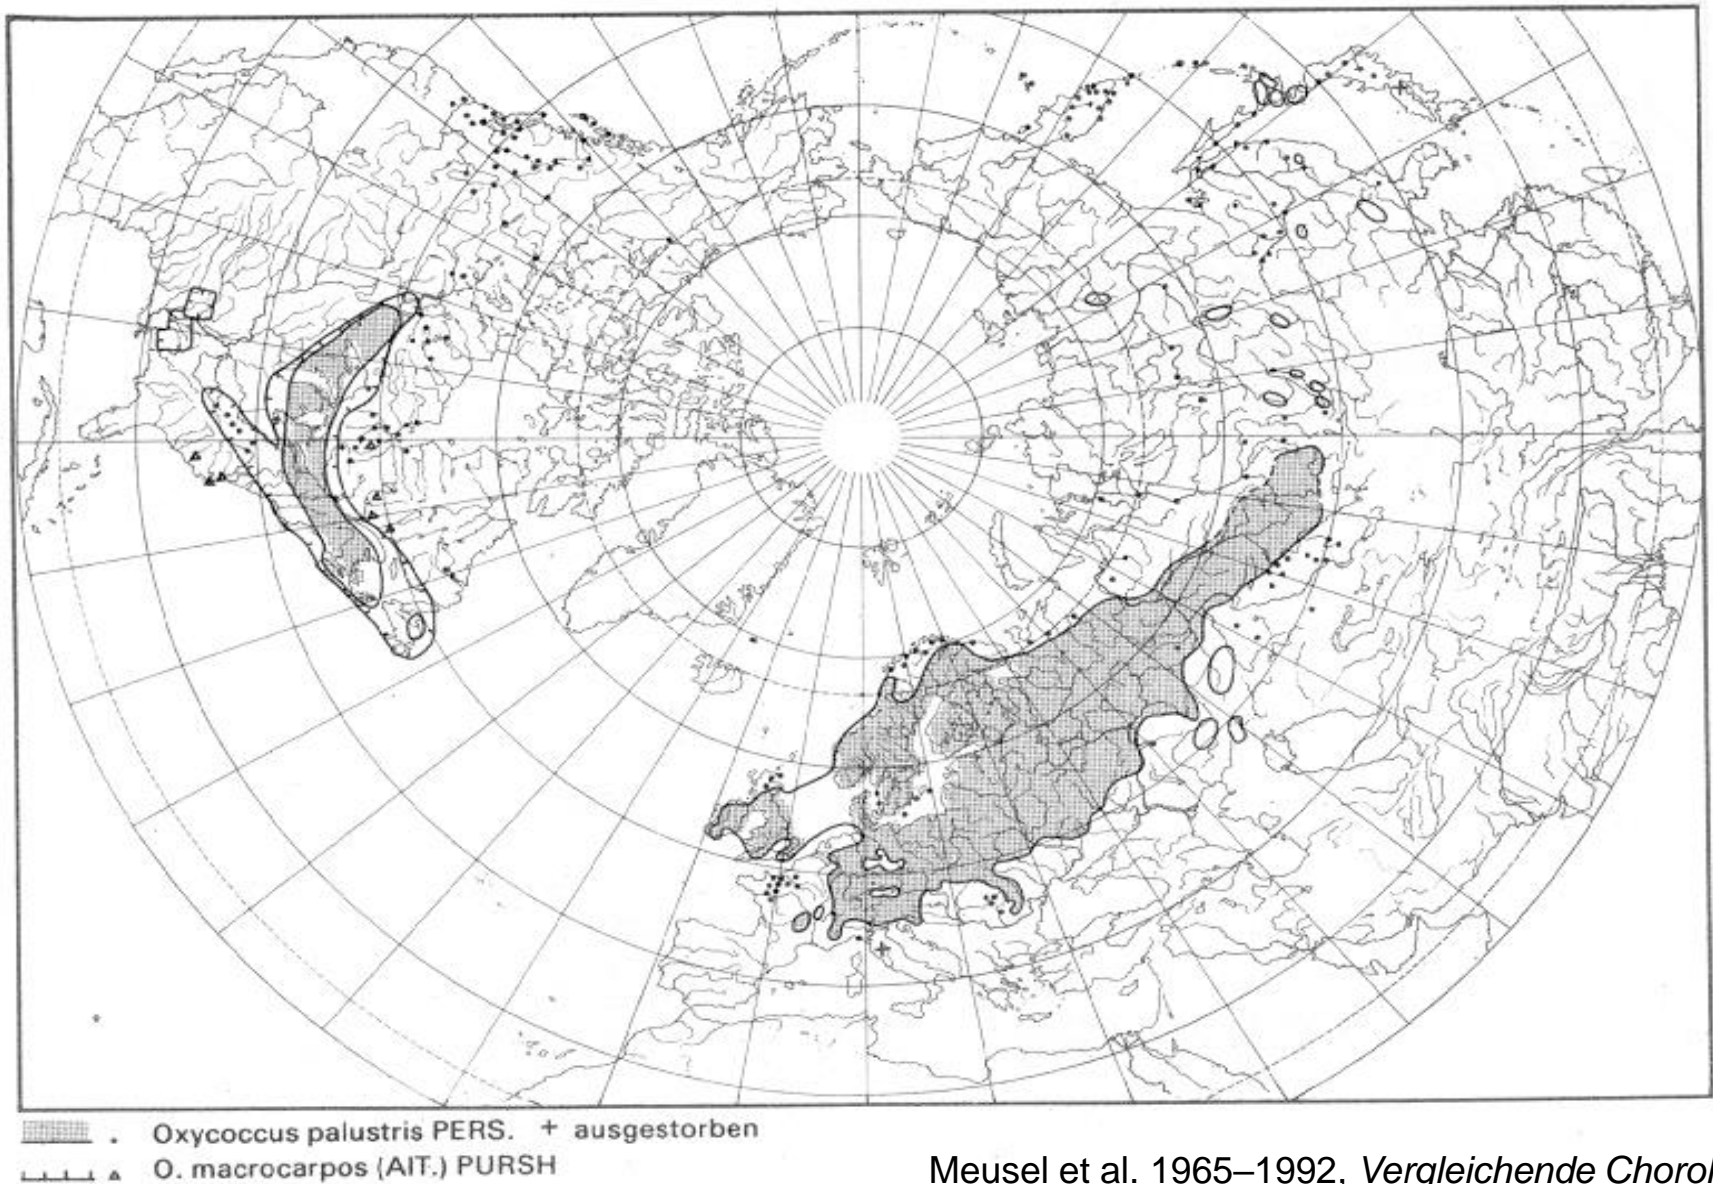 Oxycoccus palustris PERS. + ausgestorben
O. macrocarpos (AIT.) PURSH
Meusel et al. 1965–1992, Vergleichende Chorol